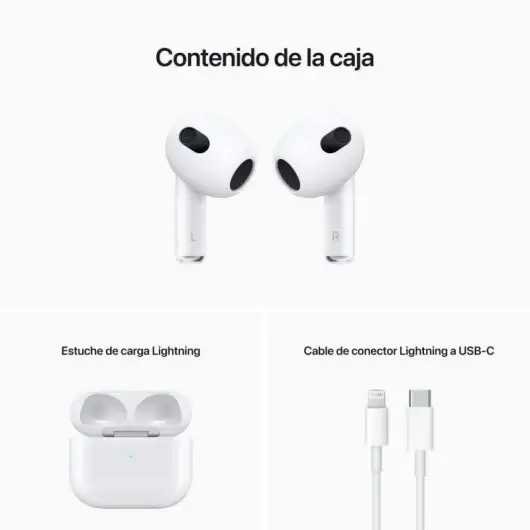 Contenido de la caja
L
R
Estuche de carga Lightning
Cable de conector Lightning a USB-C